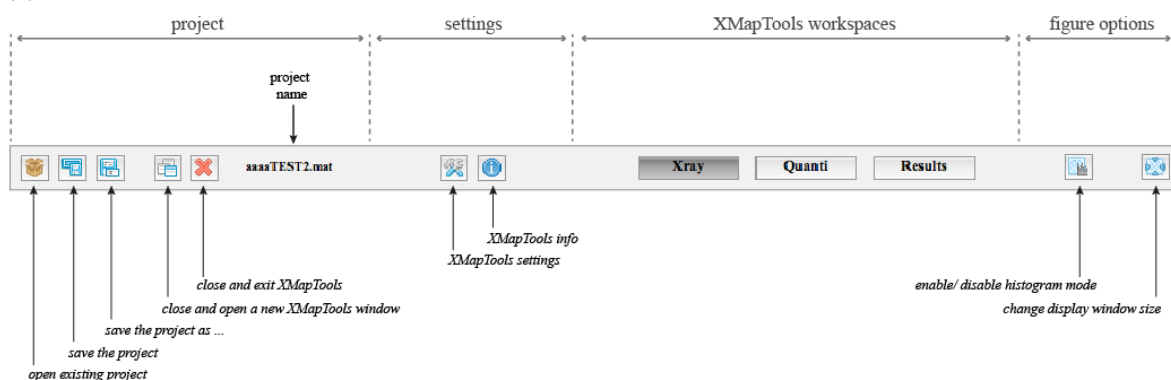 project
settings
XMapTools workspaces
figure options
project
name
aaaaTEST2.mat
Xray
Quanti
Results
XMapTools info
XMapTools settings
close and exit XMapTools
enable/ disable histogram mode
close and open a new XMapTools window
change display window size
save the project as ...
save the project
open existing project